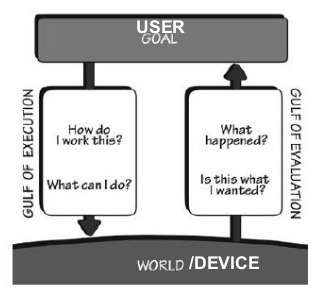 USER
GOAL
GULF OF EXECUTION
How do
I work this?
What can I do?
What
happened?
Is this what
I wanted?
GULF OF EVALUATION
WORLD /DEVICE